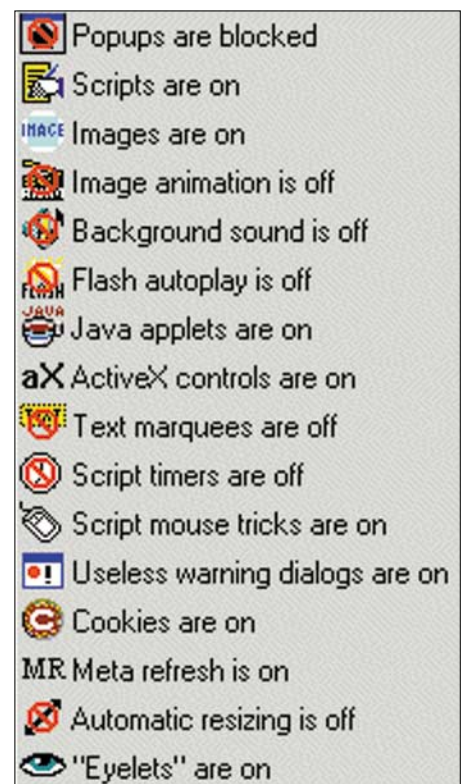 Popups are blocked
Scripts are on
IMAGE Images are on
Image animation is off
Background sound is off
FLASH Flash autoplay is off
JAVA Java applets are on
aX ActiveX controls are on
Text marquees are off
Script timers are off
Script mouse tricks are on
! Useless warning dialogs are on
C Cookies are on
MR Meta refresh is on
Automatic resizing is off
"Eyelets" are on